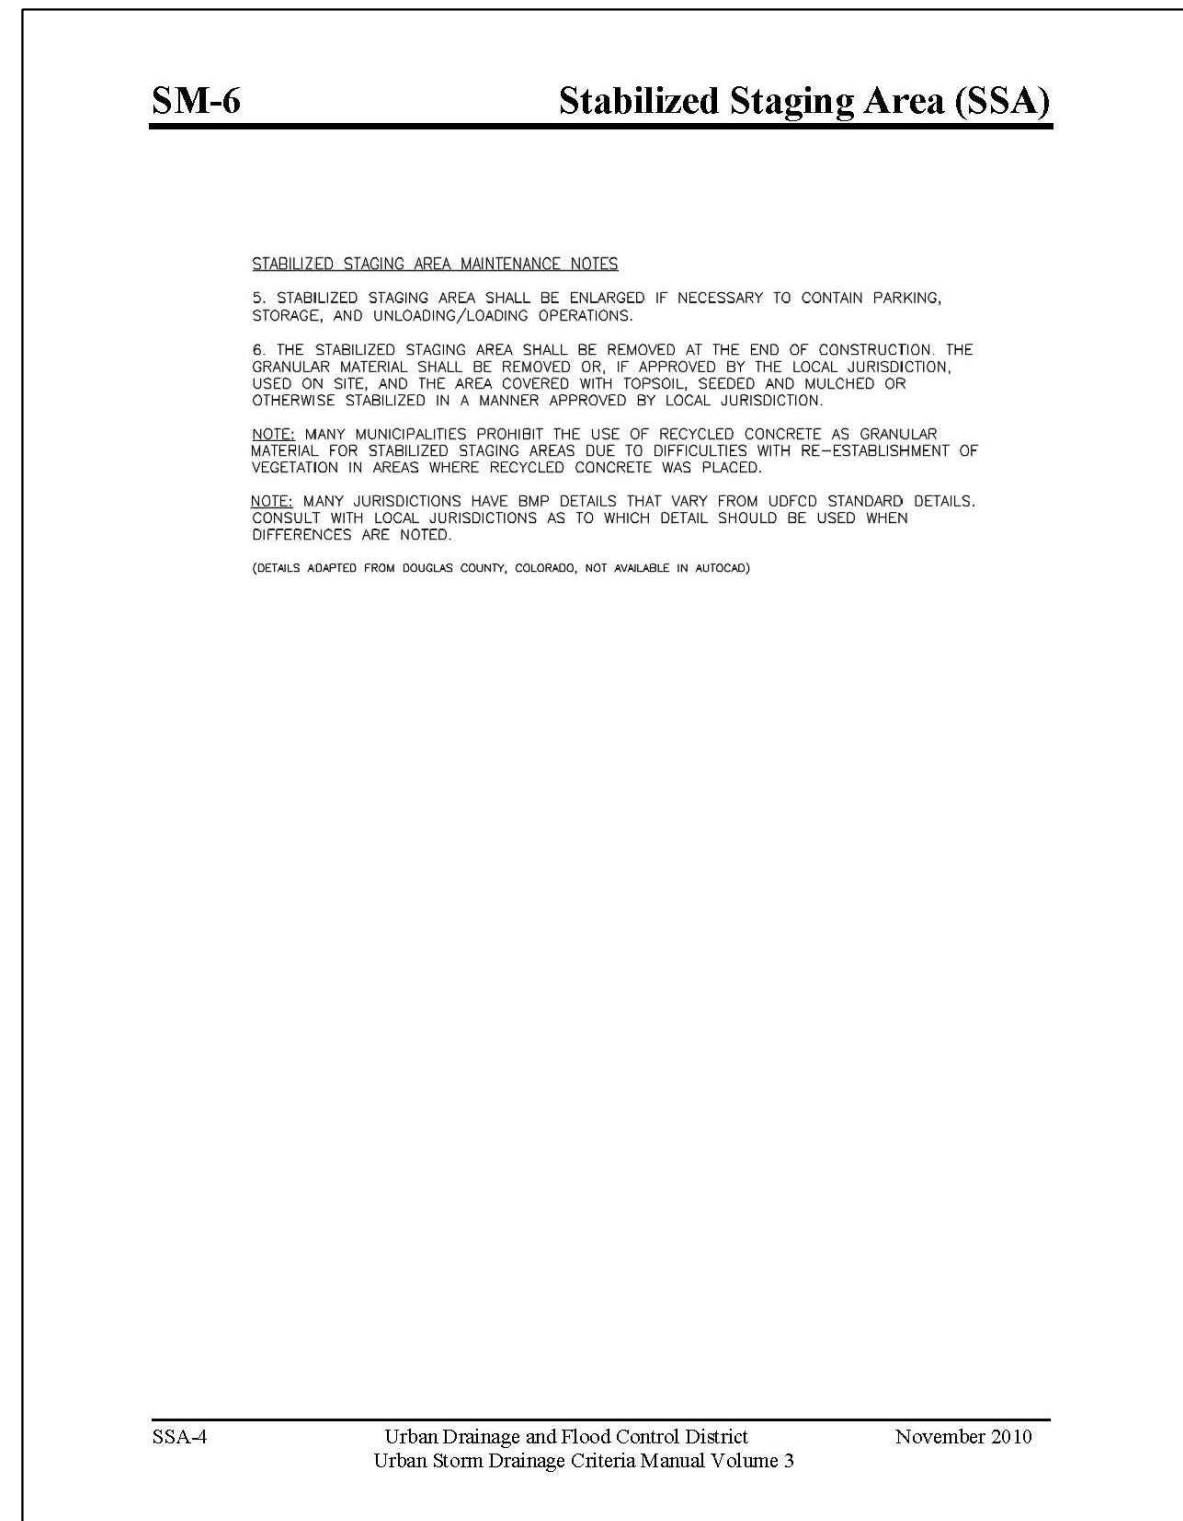 SM-6 Stabilized Staging Area (SSA)
STABILIZED STAGING AREA MAINTENANCE NOTES
5. STABILIZED STAGING AREA SHALL BE ENLARGED IF NECESSARY TO CONTAIN PARKING,
STORAGE, AND UNLOADING/LOADING OPERATIONS.
6. THE STABILIZED STAGING AREA SHALL BE REMOVED AT THE END OF CONSTRUCTION. THE
GRANULAR MATERIAL SHALL BE REMOVED OR, IF APPROVED BY THE LOCAL JURISDICTION,
USED ON SITE, AND THE AREA COVERED WITH TOPSOIL, SEEDED AND MULCHED OR
OTHERWISE STABILIZED IN A MANNER APPROVED BY LOCAL JURISDICTION.
NOTE: MANY MUNICIPALITIES PROHIBIT THE USE OF RECYCLED CONCRETE AS GRANULAR
MATERIAL FOR STABILIZED STAGING AREAS DUE TO DIFFICULTIES WITH RE-ESTABLISHMENT OF
VEGETATION IN AREAS WHERE RECYCLED CONCRETE WAS PLACED.
NOTE: MANY JURISDICTIONS HAVE BMP DETAILS THAT VARY FROM UDFCD STANDARD DETAILS.
CONSULT WITH LOCAL JURISDICTIONS AS TO WHICH DETAIL SHOULD BE USED WHEN
DIFFERENCES ARE NOTED.
(DETAILS ADAPTED FROM DOUGLAS COUNTY, COLORADO, NOT AVAILABLE IN AUTOCAD)
SSA-4 Urban Drainage and Flood Control District November 2010
Urban Storm Drainage Criteria Manual Volume 3